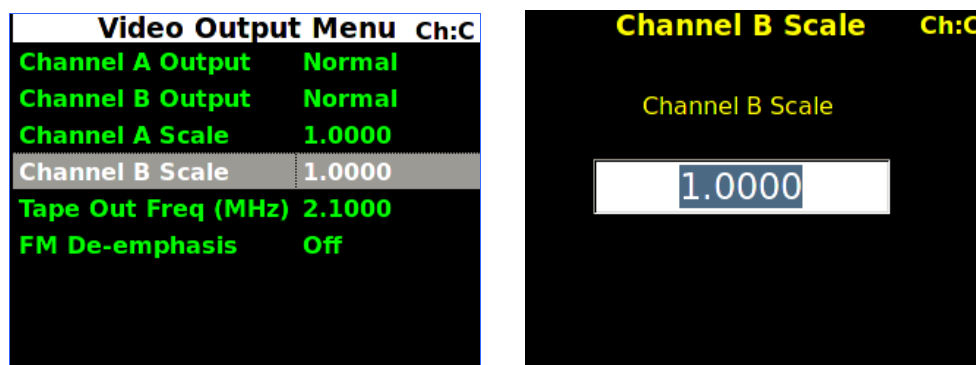 Video Output Menu Ch:C
Channel A Output Normal
Channel B Output Normal
Channel A Scale 1.0000
Channel B Scale 1.0000
Tape Out Freq (MHz) 2.1000
FM De-emphasis Off
Channel B Scale Ch:C
Channel B Scale
1.0000